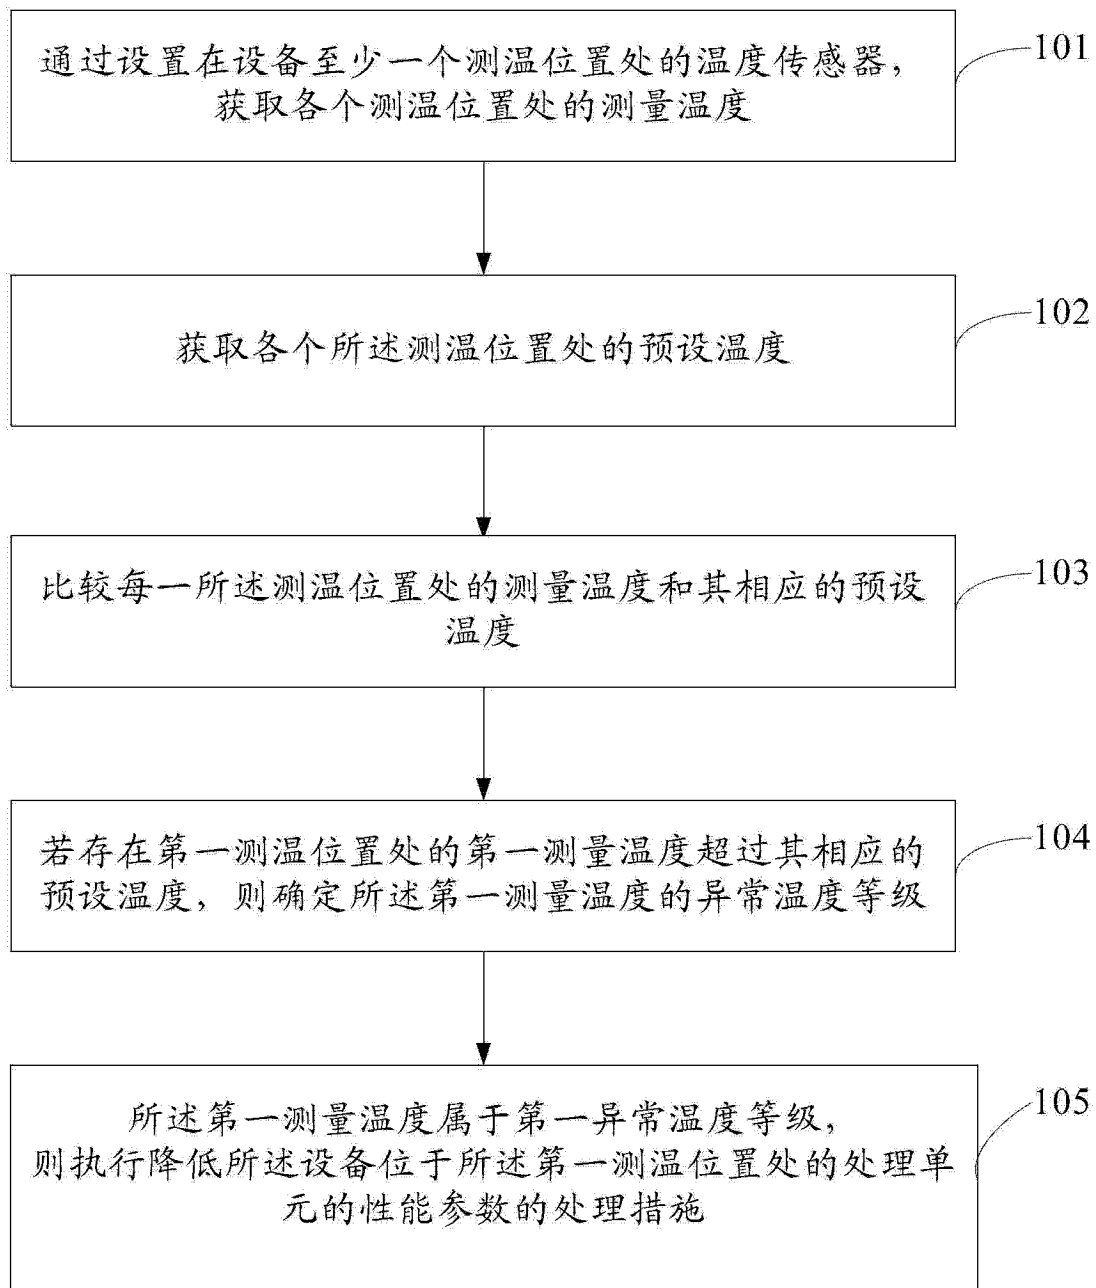 通过设置在设备至少一个测温位置处的温度传感器，
获取各个测温位置处的测量温度
101
获取各个所述测温位置处的预设温度
102
比较每一所述测温位置处的测量温度和其相应的预设
温度
103
若存在第一测温位置处的第一测量温度超过其相应的
预设温度，则确定所述第一测量温度的异常温度等级
104
所述第一测量温度属于第一异常温度等级，
则执行降低所述设备位于所述第一测温位置处的处理单
元的性能参数的处理措施
105